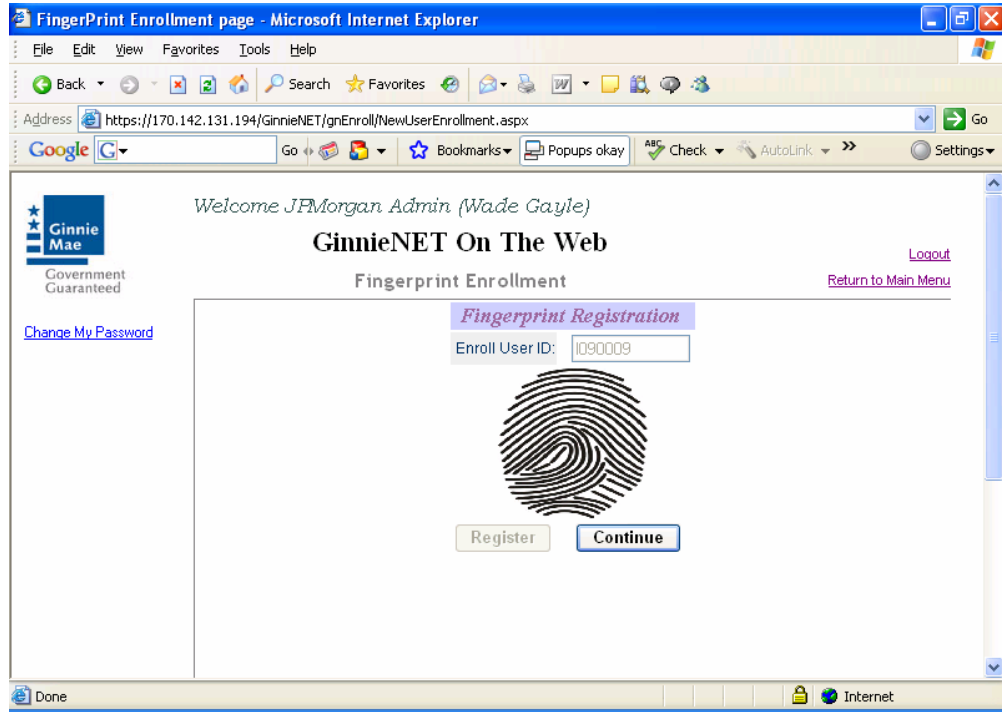 FingerPrint Enrollment page - Microsoft Internet Explorer
File Edit View Favorites Tools Help
Back Search Favorites
Address https://170.142.131.194/GinnieNET/gnEnroll/NewUserEnrollment.aspx Go
Google G Go Bookmarks Popups okay ABC Check AutoLink » Settings
Ginnie
Mae
Government
Guaranteed
Change My Password
Welcome JPMorgan Admin (Wade Gayle)
GinnieNET On The Web
Logout
Fingerprint Enrollment
Return to Main Menu
Fingerprint Registration
Enroll User ID: I090009
Register Continue
Done Internet